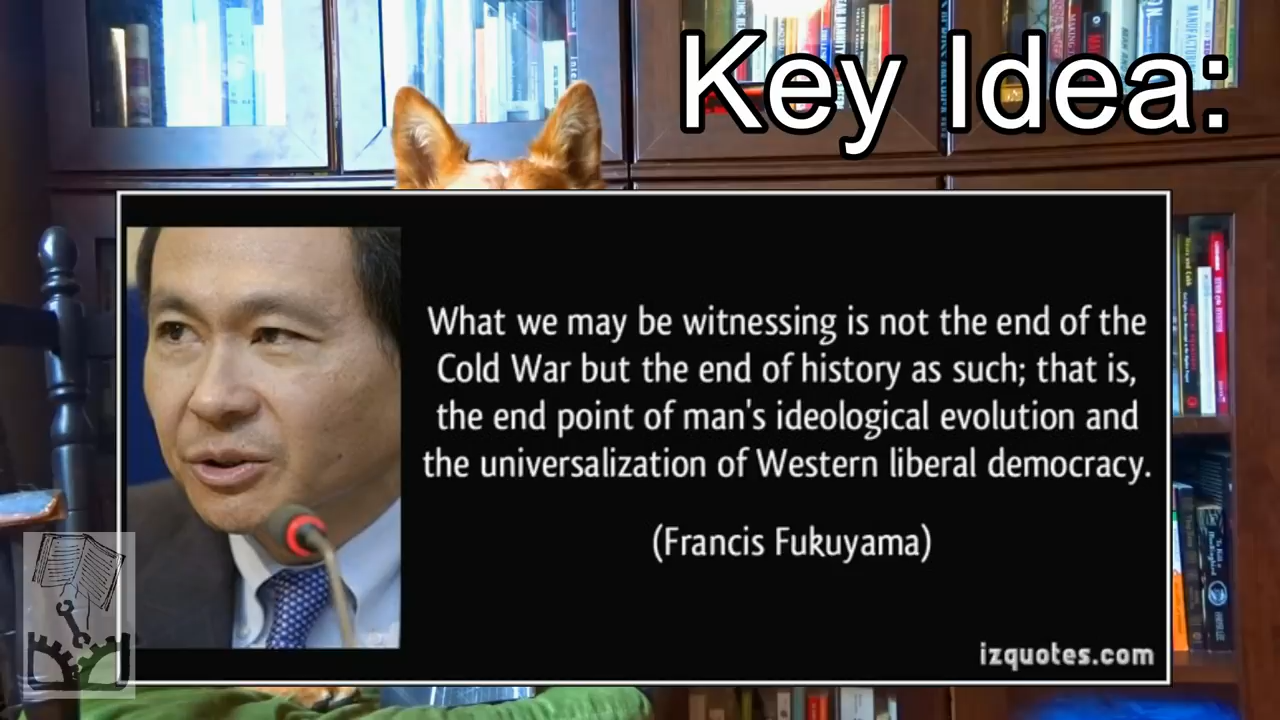 Key Idea:
What we may be witnessing is not the end of the
Cold War but the end of history as such; that is,
the end point of man's ideological evolution and
the universalization of Western liberal democracy.
(Francis Fukuyama)
izquotes.com